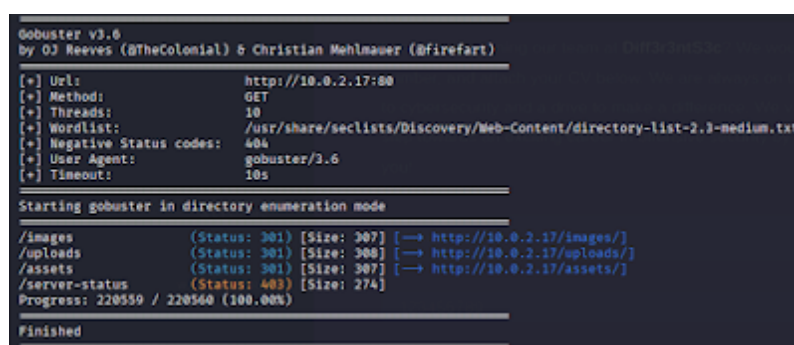 Gobuster v3.6
by OJ Reeves (@TheColonial) & Christian Mehlmauer (@firefart)
[+] Url: http://10.0.2.17:80
[+] Method: GET
[+] Threads: 10
[+] Wordlist: /usr/share/seclists/Discovery/Web-Content/directory-list-2.3-medium.txt
[+] Negative Status codes: 404
[+] User Agent: gobuster/3.6
[+] Timeout: 10s
Starting gobuster in directory enumeration mode
/images (Status: 301) [Size: 307] [--> http://10.0.2.17/images/]
/uploads (Status: 301) [Size: 308] [--> http://10.0.2.17/uploads/]
/assets (Status: 301) [Size: 307] [--> http://10.0.2.17/assets/]
/server-status (Status: 403) [Size: 274]
Progress: 220559 / 220560 (100.00%)
Finished